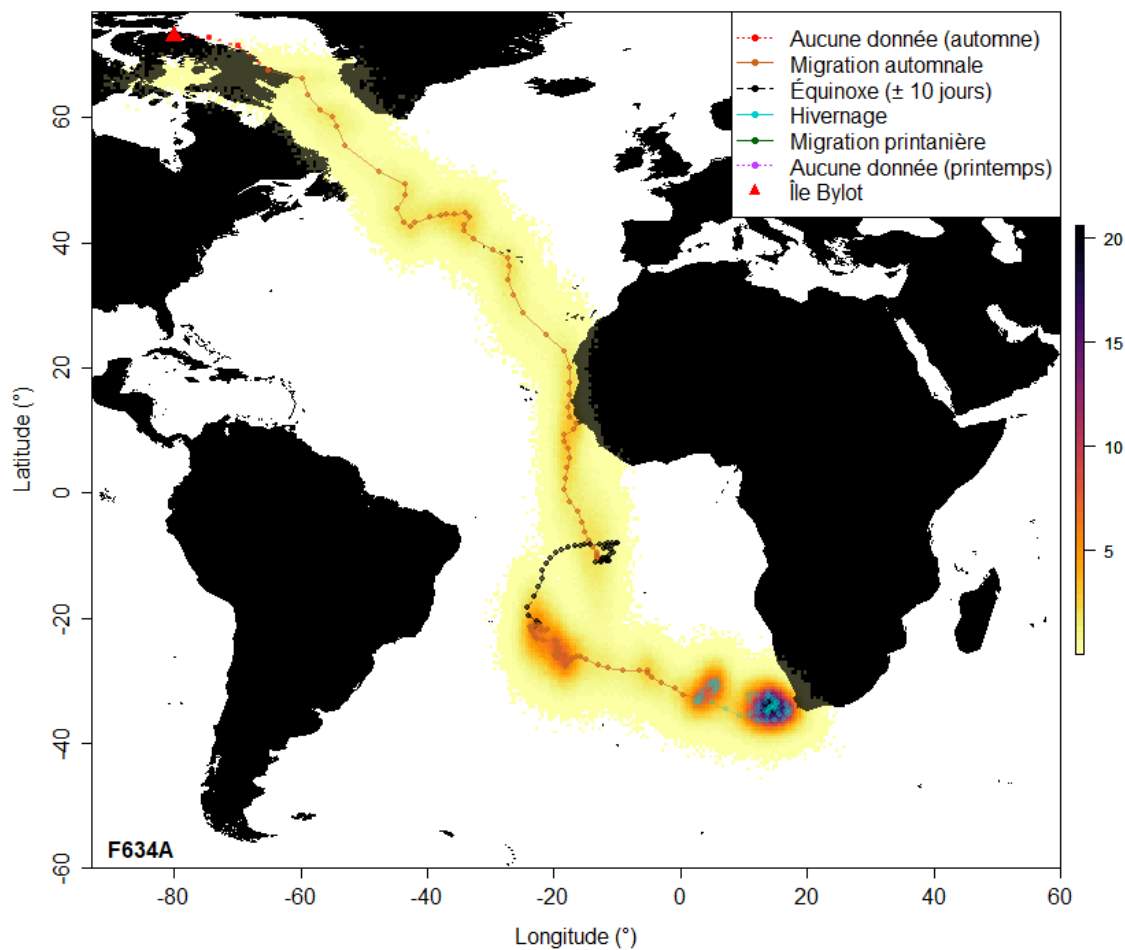 Aucune donnée (automne)
Migration automnale
Équinoxe (± 10 jours)
Hivernage
Migration printanière
Aucune donnée (printemps)
Île Bylot
60
40
20
0
-20
-40
-60
Latitude (°)
20
15
10
5
F634A
-80 -60 -40 -20 0 20 40 60
Longitude (°)